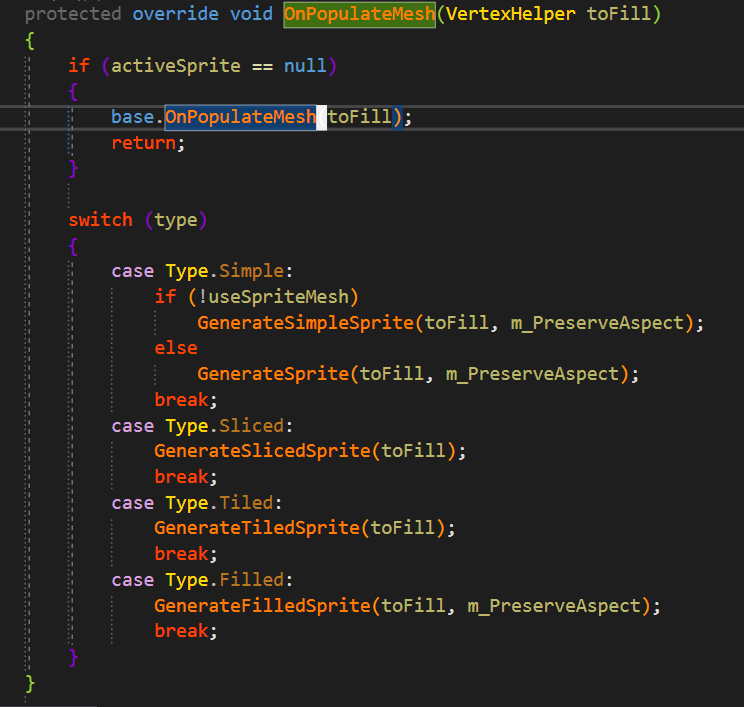 protected override void OnPopulateMesh(VertexHelper toFill)
{
if (activeSprite == null)
{
base.OnPopulateMesh(toFill);
return;
}
switch (type)
{
case Type.Simple:
if (!useSpriteMesh)
GenerateSimpleSprite(toFill, m_PreserveAspect);
else
GenerateSprite(toFill, m_PreserveAspect);
break;
case Type.Sliced:
GenerateSlicedSprite(toFill);
break;
case Type.Tiled:
GenerateTiledSprite(toFill);
break;
case Type.Filled:
GenerateFilledSprite(toFill, m_PreserveAspect);
break;
}
}